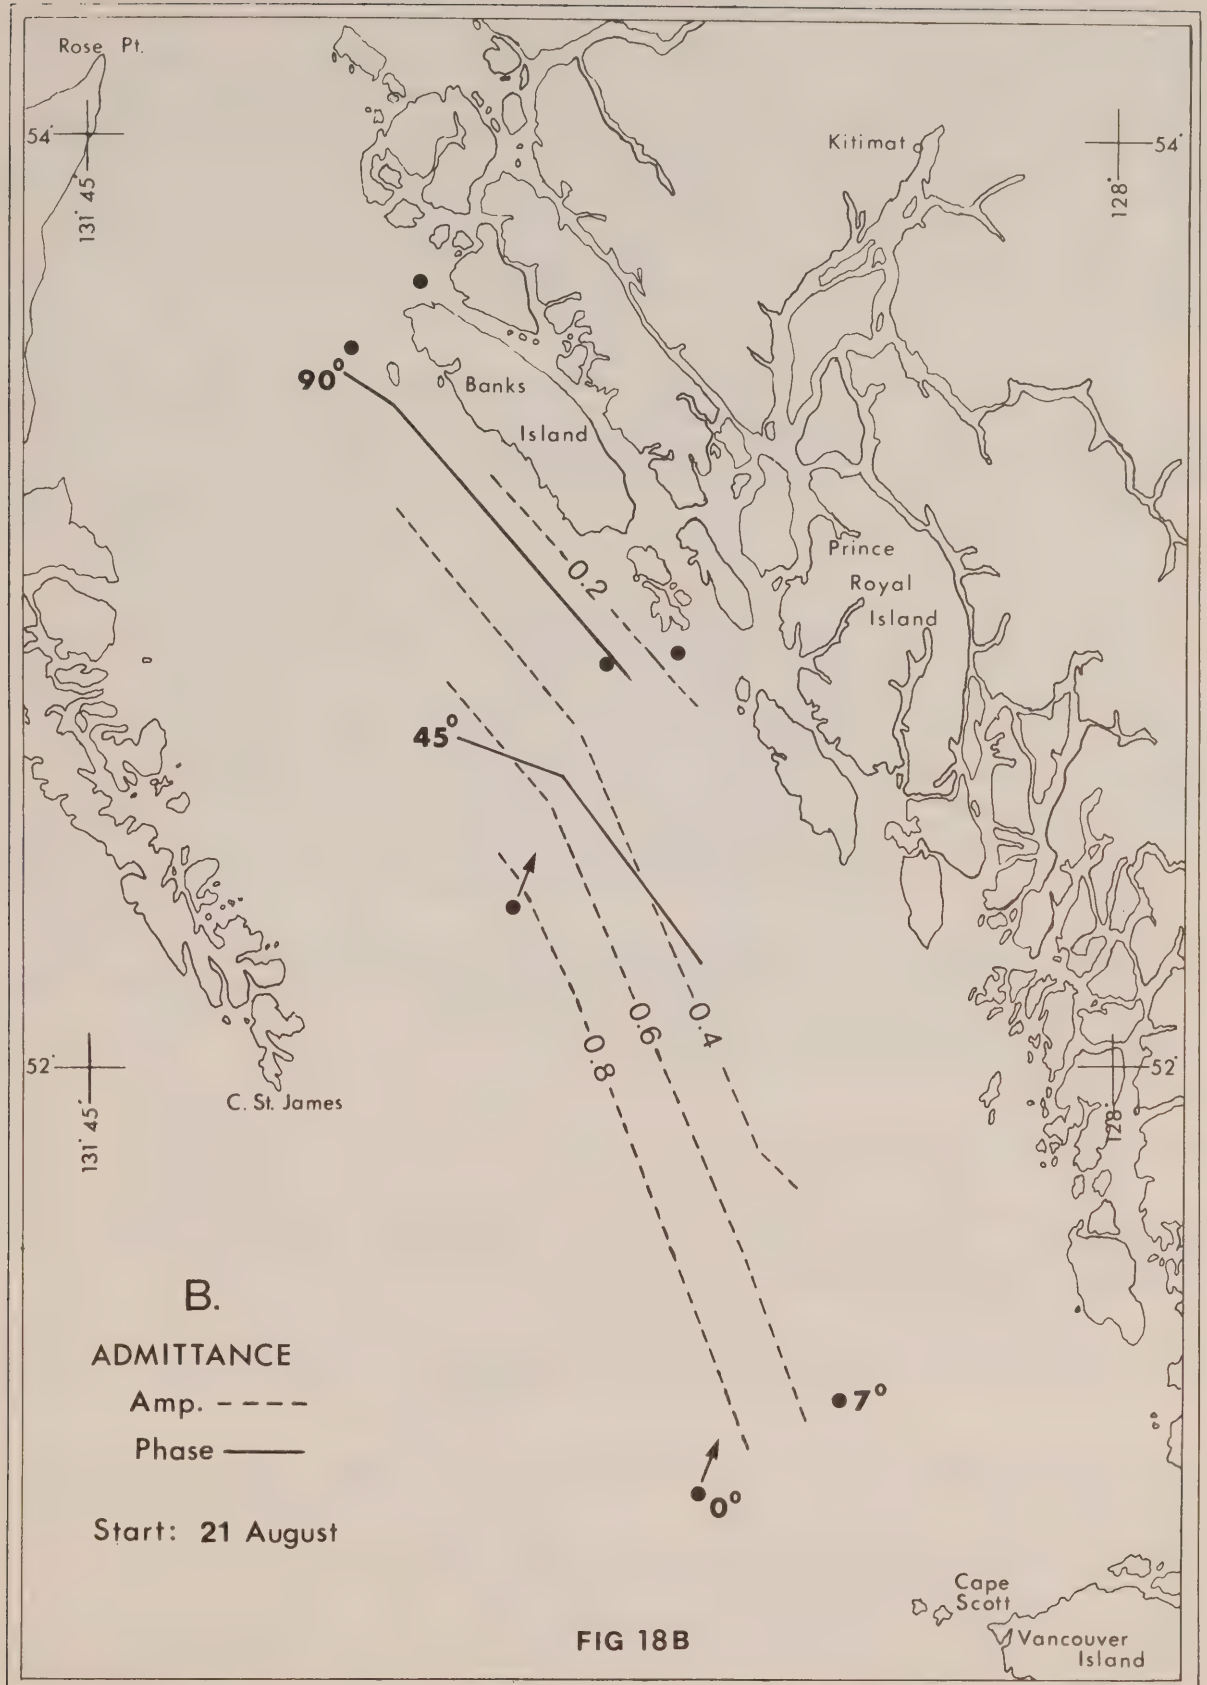 Rose Pt.
54°
131° 45'
Kitimat
54°
128°
90°
Banks
Island
0.2
Prince
Royal
Island
45°
0.4
0.6
0.8
52°
131° 45'
C. St. James
52°
128°
B.
ADMITTANCE
Amp. ----
Phase ——
7°
0°
Start: 21 August
Cape
Scott
Vancouver
Island
FIG 18B